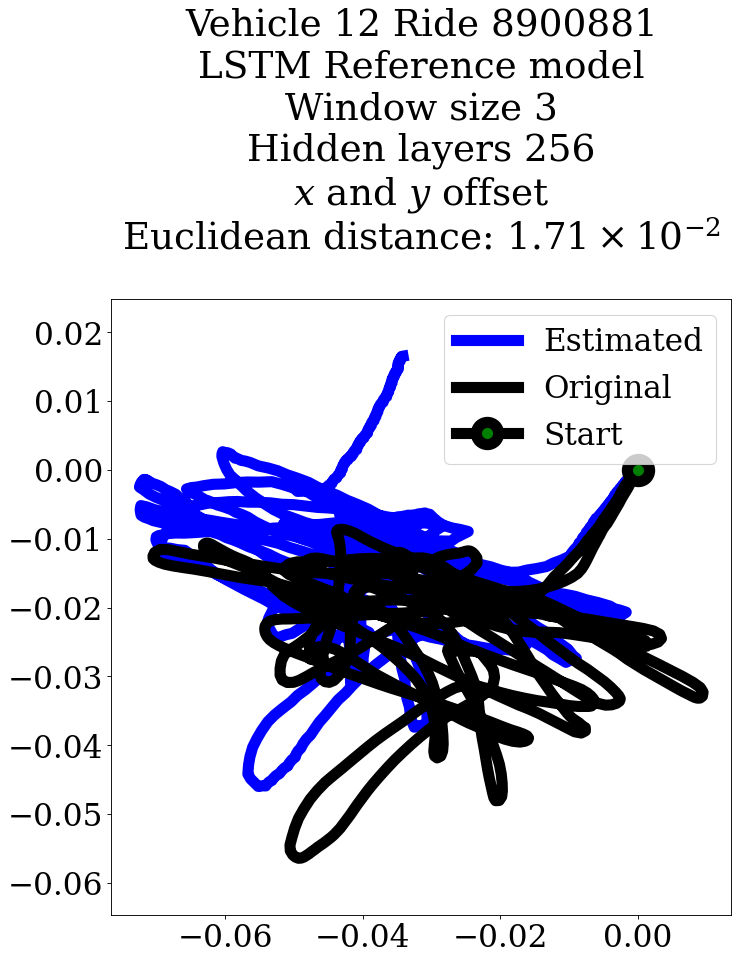 Vehicle 12 Ride 8900881
LSTM Reference model
Window size 3
Hidden layers 256
x and y offset
Euclidean distance: 1.71 × 10⁻²
Estimated
Original
Start
0.02
0.01
0.00
−0.01
−0.02
−0.03
−0.04
−0.05
−0.06
−0.06 −0.04 −0.02 0.00